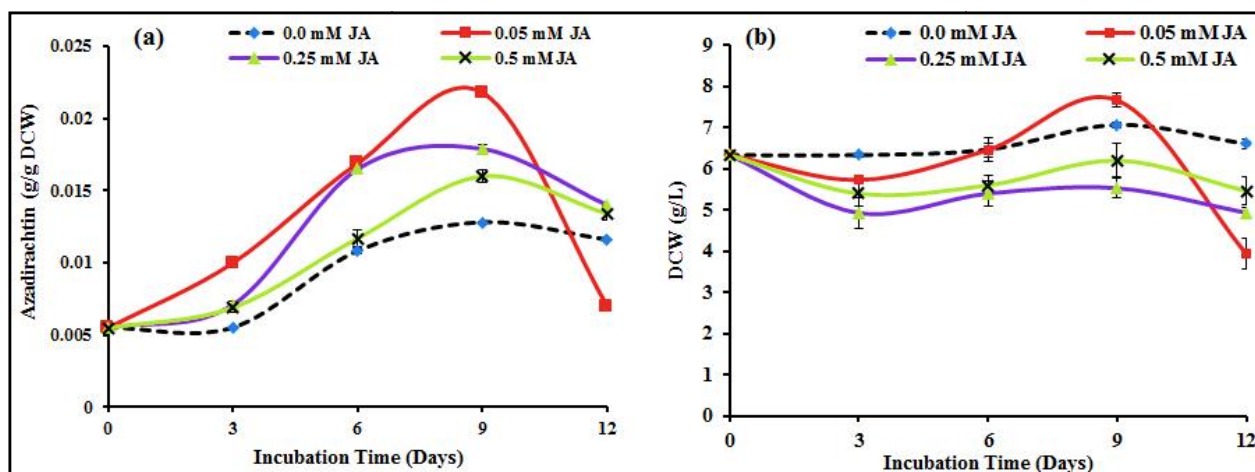 (a)
0.0 mM JA
0.05 mM JA
0.25 mM JA
0.5 mM JA
Azadirachtin (g/g DCW)
0.025
0.02
0.015
0.01
0.005
0
0 3 6 9 12
Incubation Time (Days)
(b)
0.0 mM JA
0.05 mM JA
0.25 mM JA
0.5 mM JA
DCW (g/L)
9
8
7
6
5
4
3
2
1
0
0 3 6 9 12
Incubation Time (Days)